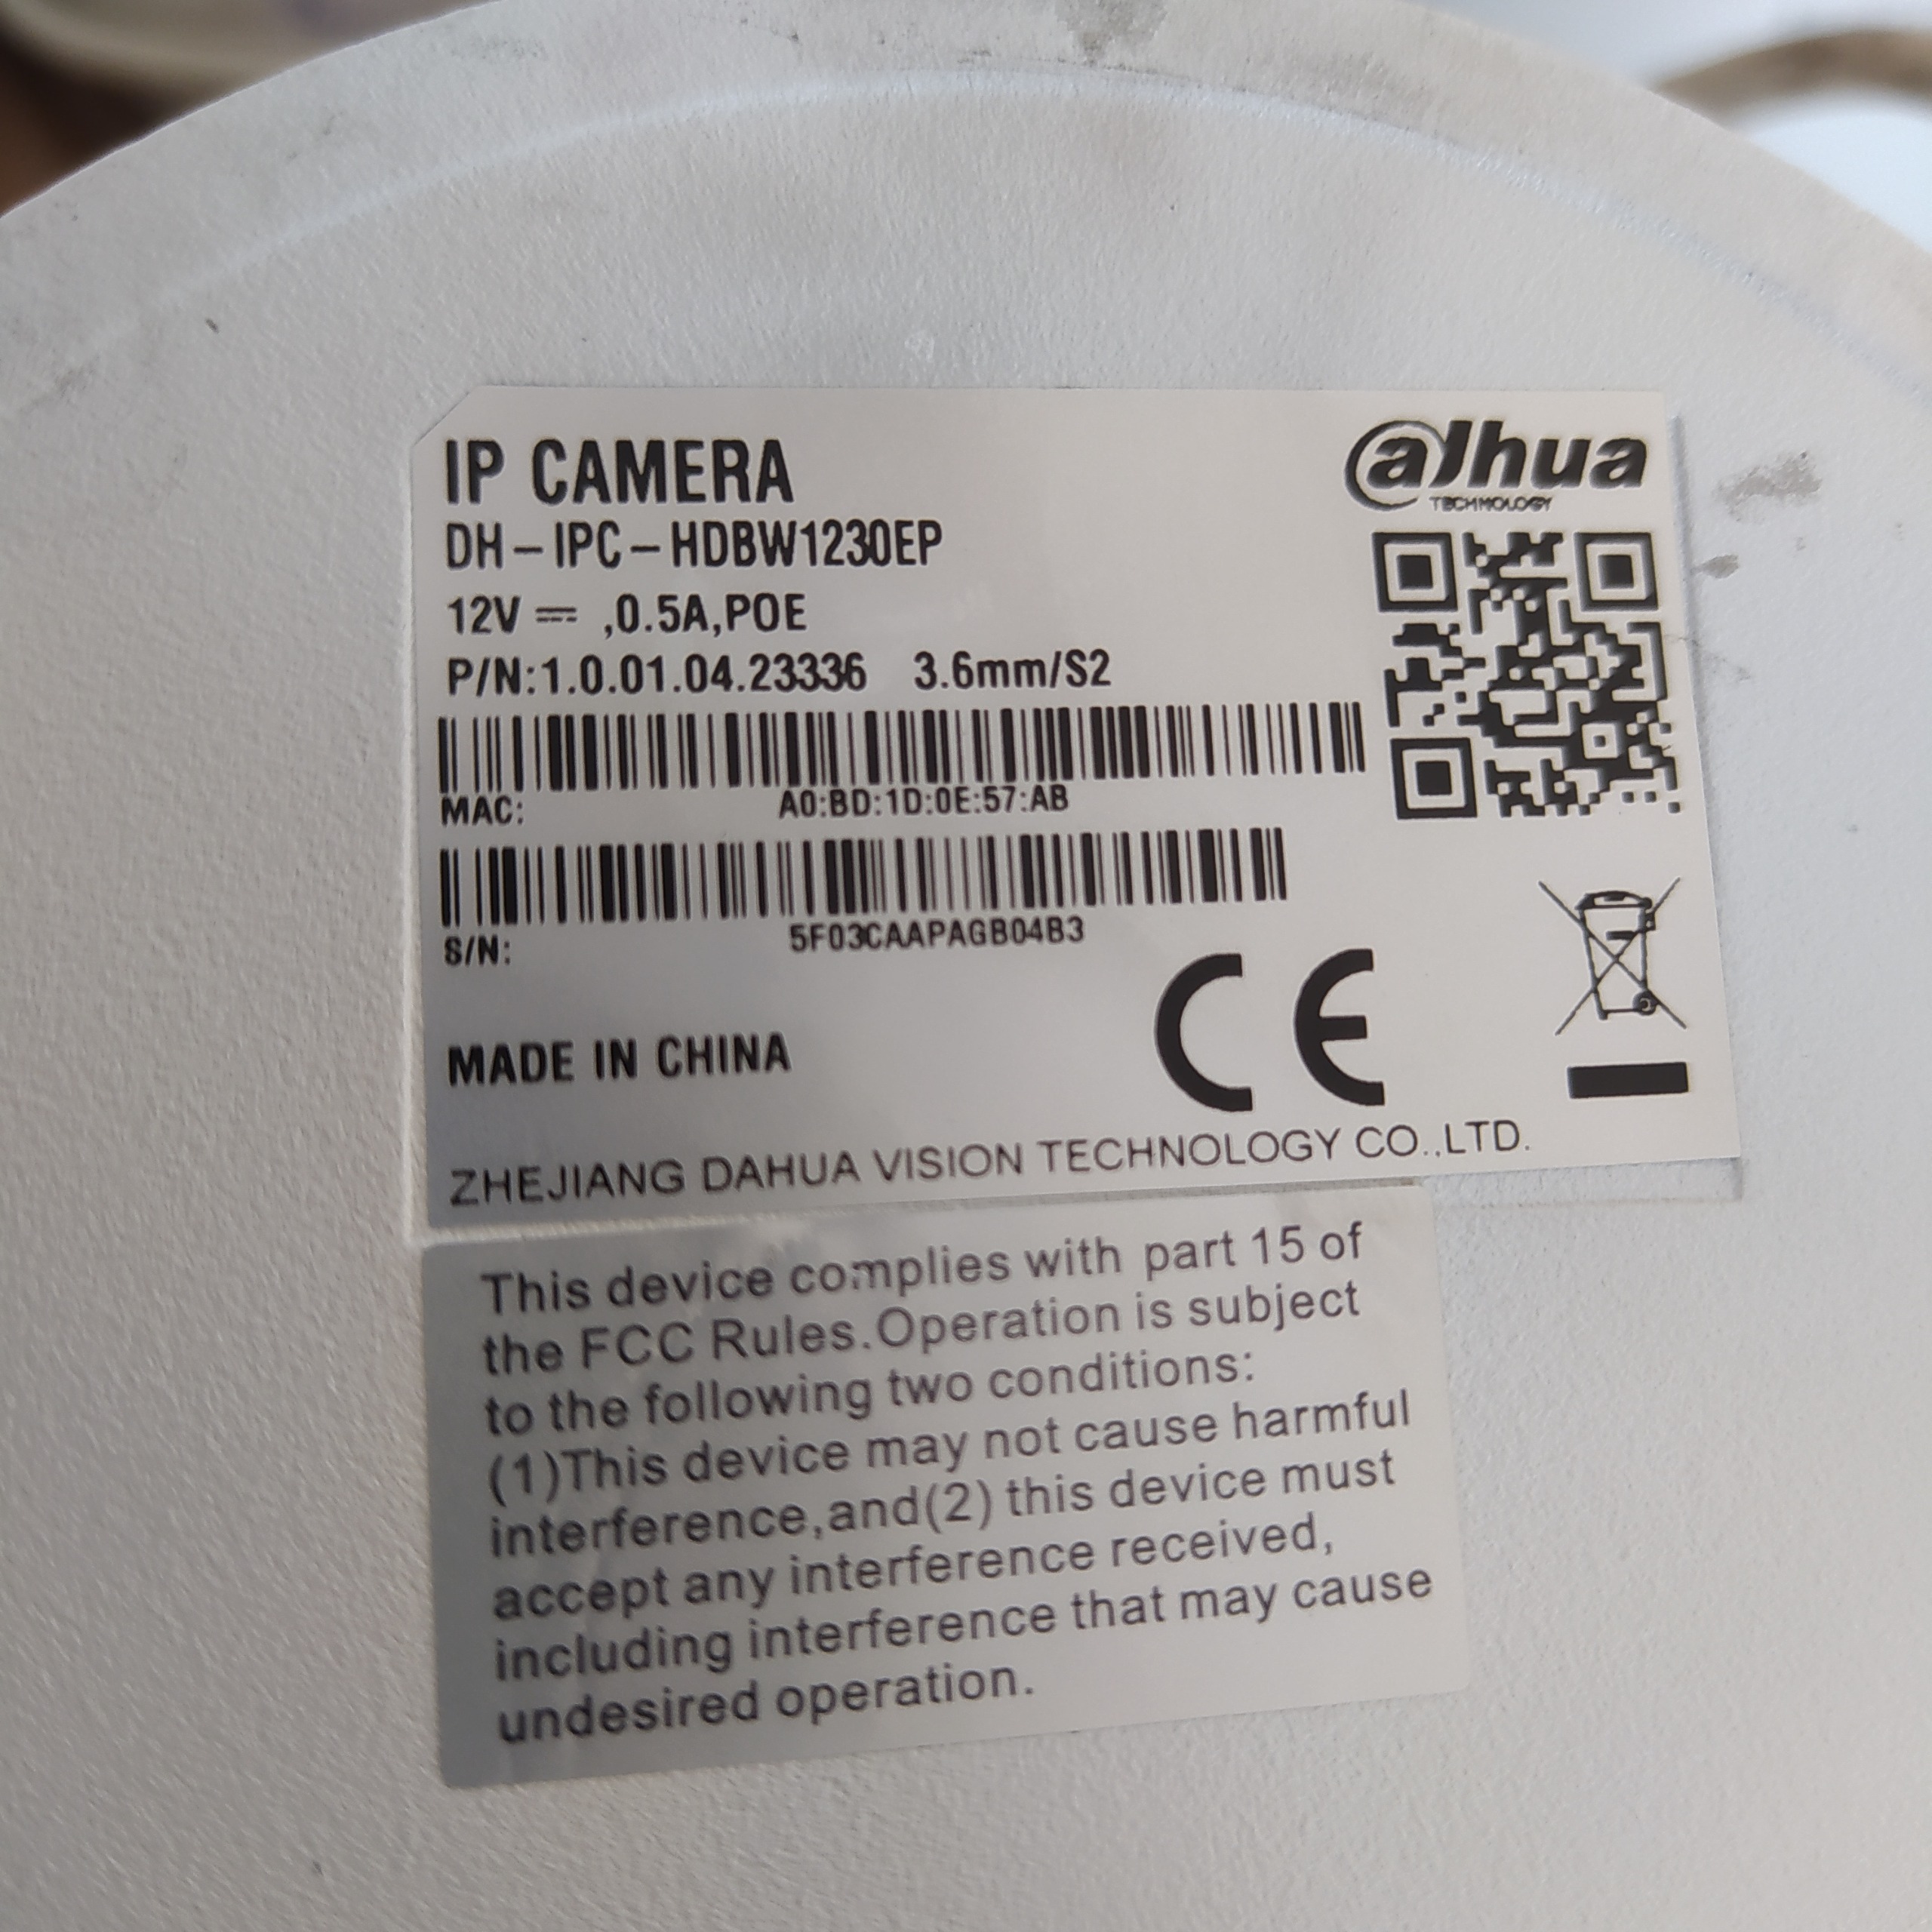 IP CAMERA
alhua
TECHNOLOGY
DH-IPC-HDBW1230EP
12V ⎓ ,0.5A,POE
P/N:1.0.01.04.23336 3.6mm/S2
MAC: A0:BD:1D:0E:57:AB
S/N: 5F03CAAPAGB04B3
MADE IN CHINA
CE
ZHEJIANG DAHUA VISION TECHNOLOGY CO.,LTD.
This device complies with part 15 of
the FCC Rules.Operation is subject
to the following two conditions:
(1)This device may not cause harmful
interference,and(2) this device must
accept any interference received,
including interference that may cause
undesired operation.